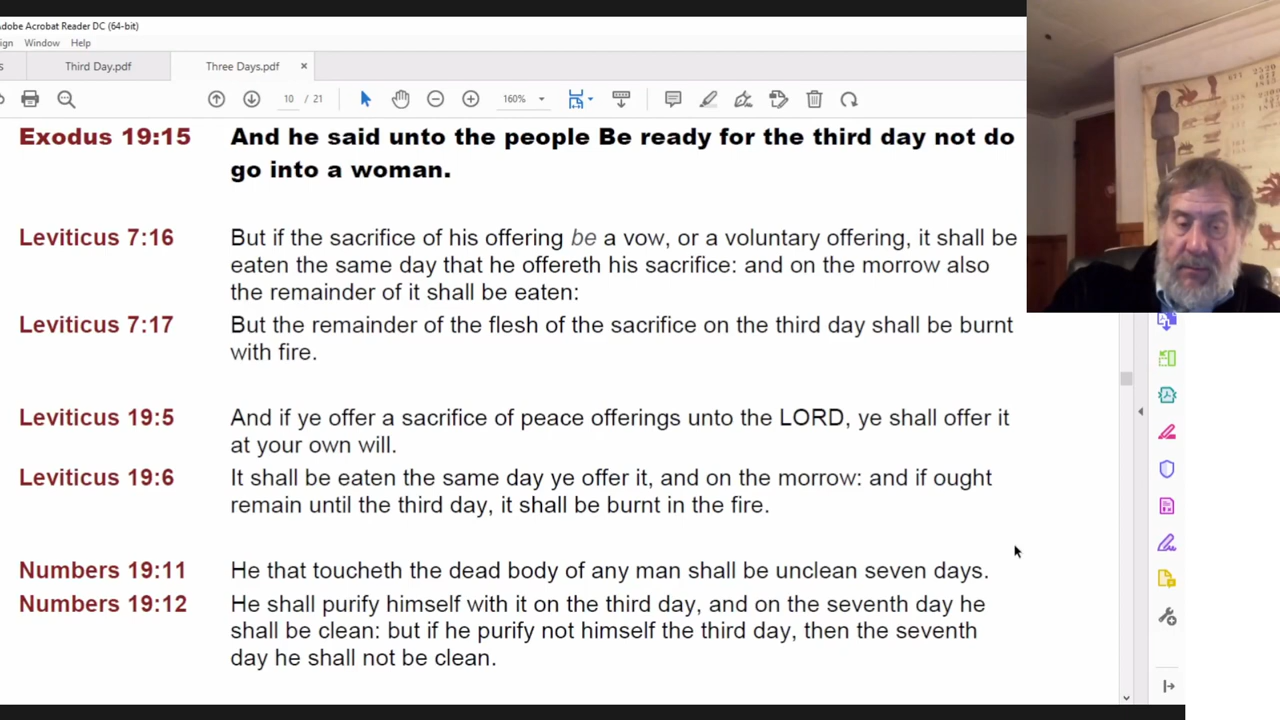 Adobe Acrobat Reader DC (64-bit)
ign Window Help
s Third Day.pdf Three Days.pdf ×
10 / 21 160%
Exodus 19:15 And he said unto the people Be ready for the third day not do
go into a woman.
Leviticus 7:16 But if the sacrifice of his offering be a vow, or a voluntary offering, it shall be
eaten the same day that he offereth his sacrifice: and on the morrow also
the remainder of it shall be eaten:
Leviticus 7:17 But the remainder of the flesh of the sacrifice on the third day shall be burnt
with fire.
Leviticus 19:5 And if ye offer a sacrifice of peace offerings unto the LORD, ye shall offer it
at your own will.
Leviticus 19:6 It shall be eaten the same day ye offer it, and on the morrow: and if ought
remain until the third day, it shall be burnt in the fire.
Numbers 19:11 He that toucheth the dead body of any man shall be unclean seven days.
Numbers 19:12 He shall purify himself with it on the third day, and on the seventh day he
shall be clean: but if he purify not himself the third day, then the seventh
day he shall not be clean.